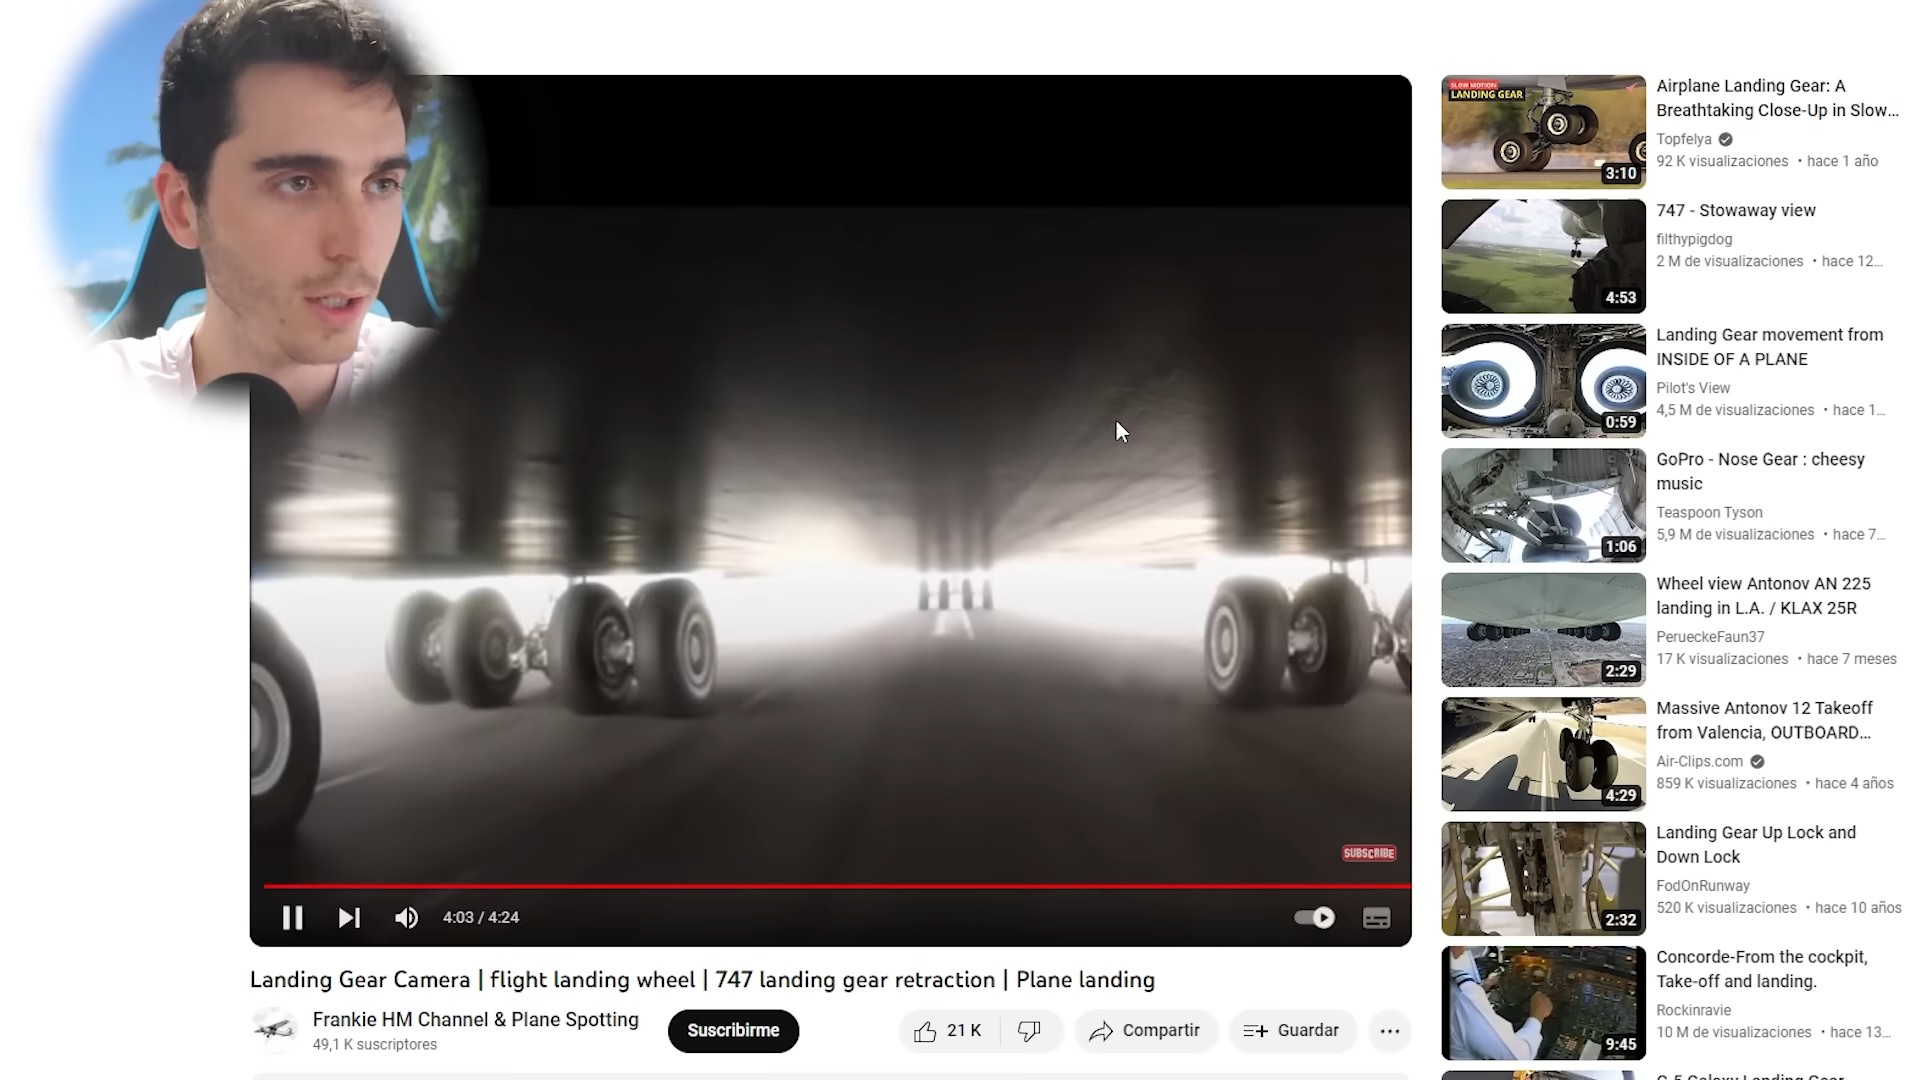 SUBSCRIBE
4:03 / 4:24
Landing Gear Camera | flight landing wheel | 747 landing gear retraction | Plane landing
Frankie HM Channel & Plane Spotting
49,1 K suscriptores
Suscribirme
21 K
Compartir
Guardar
SLOW MOTION
LANDING GEAR
3:10
Airplane Landing Gear: A
Breathtaking Close-Up in Slow...
Topfelya
92 K visualizaciones • hace 1 año
4:53
747 - Stowaway view
filthypigdog
2 M de visualizaciones • hace 12...
0:59
Landing Gear movement from
INSIDE OF A PLANE
Pilot's View
4,5 M de visualizaciones • hace 1...
1:06
GoPro - Nose Gear : cheesy
music
Teaspoon Tyson
5,9 M de visualizaciones • hace 7...
2:29
Wheel view Antonov AN 225
landing in L.A. / KLAX 25R
PerueckeFaun37
17 K visualizaciones • hace 7 meses
4:29
Massive Antonov 12 Takeoff
from Valencia, OUTBOARD...
Air-Clips.com
859 K visualizaciones • hace 4 años
2:32
Landing Gear Up Lock and
Down Lock
FodOnRunway
520 K visualizaciones • hace 10 años
9:45
Concorde-From the cockpit,
Take-off and landing.
Rockinravie
10 M de visualizaciones • hace 13...